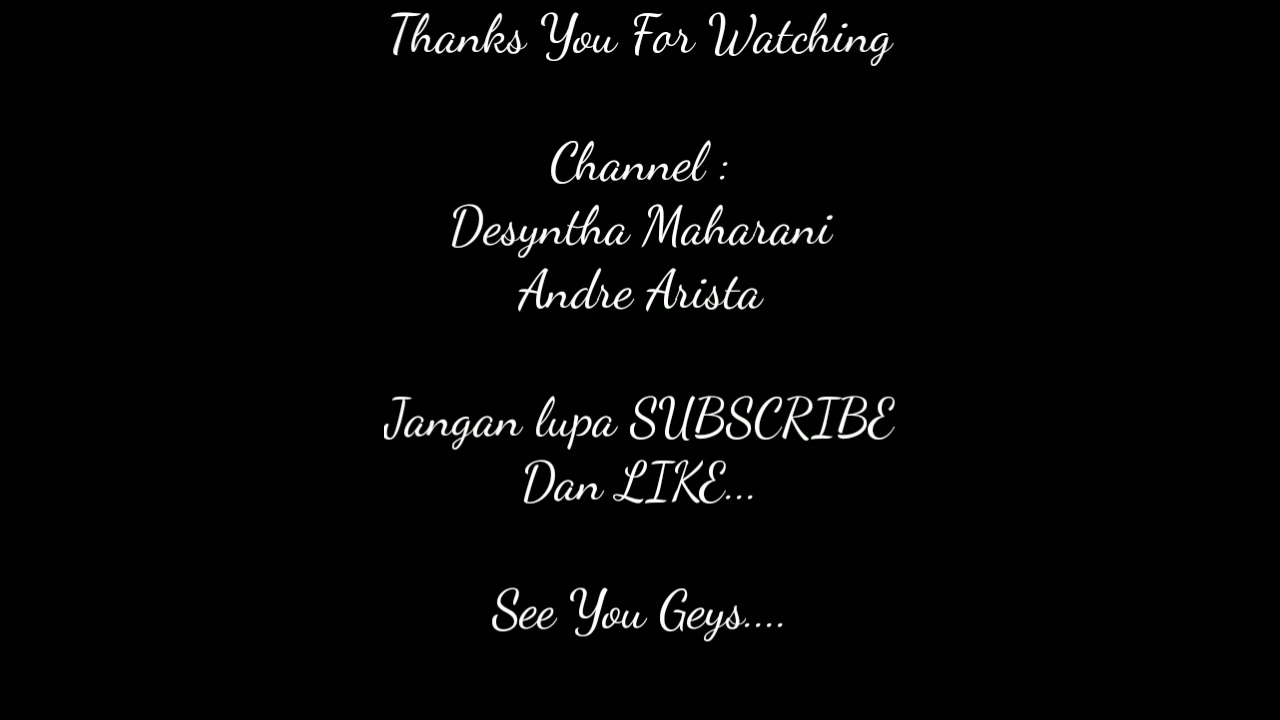 Thanks You For Watching
Channel :
Desyntha Maharani
Andre Arista
Jangan lupa SUBSCRIBE
Dan LIKE...
See You Geys....